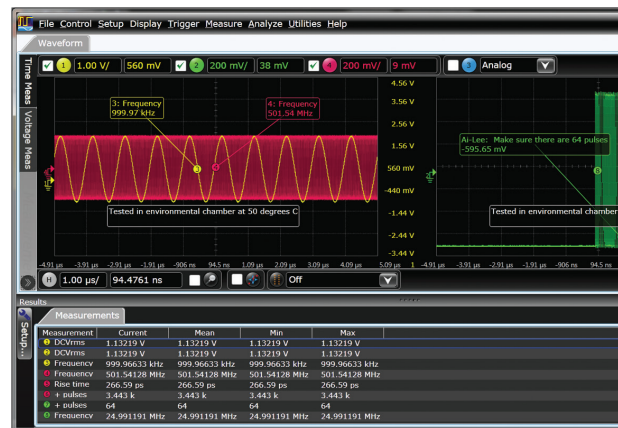 File Control Setup Display Trigger Measure Analyze Utilities Help
Waveform
Time Meas
Voltage Meas
1 1.00 V/ 560 mV 2 200 mV/ 38 mV 4 200 mV/ 9 mV 3 Analog
4.56 V
3.56 V
2.56 V
1.56 V
560 mV
-440 mV
-1.44 V
-2.44 V
-3.44 V
3: Frequency
999.97 kHz
4: Frequency
501.54 MHz
Tested in environmental chamber at 50 degrees C
Ai-Lee: Make sure there are 64 pulses
-595.65 mV
Tested in environmental chamber
-4.91 µs -3.91 µs -2.91 µs -1.91 µs -906 ns 94.5 ns 1.09 µs 2.09 µs 3.09 µs 4.09 µs 5.09 µs 1 -4.91 µs -3.91 µs -2.91 µs -1.91 µs -906 ns 94.5 ns
H 1.00 µs/ 94.4761 ns Off
Results
Setup...
Measurements
Measurement Current Mean Min Max
DCVrms 1.13219 V 1.13219 V 1.13219 V 1.13219 V
DCVrms 1.13219 V 1.13219 V 1.13219 V 1.13219 V
Frequency 999.96633 kHz 999.96633 kHz 999.96633 kHz 999.96633 kHz
Frequency 501.54128 MHz 501.54128 MHz 501.54128 MHz 501.54128 MHz
Rise time 266.59 ps 266.59 ps 266.59 ps 266.59 ps
+ pulses 3.443 k 3.443 k 3.443 k 3.443 k
+ pulses 64 64 64 64
Frequency 24.991191 MHz 24.991191 MHz 24.991191 MHz 24.991191 MHz